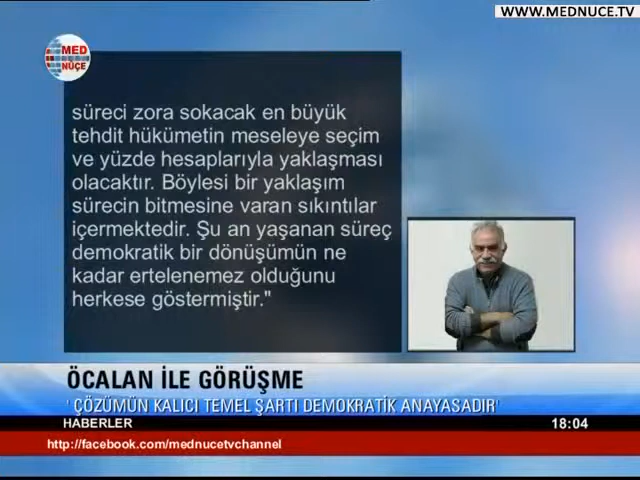 WWW.MEDNUCE.TV
MED
NÛÇE
süreci zora sokacak en büyük
tehdit hükümetin meseleye seçim
ve yüzde hesaplarıyla yaklaşması
olacaktır. Böylesi bir yaklaşım
sürecin bitmesine varan sıkıntılar
içermektedir. Şu an yaşanan süreç
demokratik bir dönüşümün ne
kadar ertelenemez olduğunu
herkese göstermiştir."
ÖCALAN İLE GÖRÜŞME
' ÇÖZÜMÜN KALICI TEMEL ŞARTI DEMOKRATİK ANAYASADIR'
HABERLER 18:04
http://facebook.com/mednucetvchannel